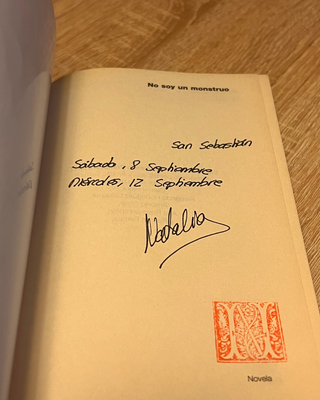 No soy un monstruo
San Sebastián
Sábado, 8 Septiembre
Miércoles, 12 Septiembre
Natalia
Novela